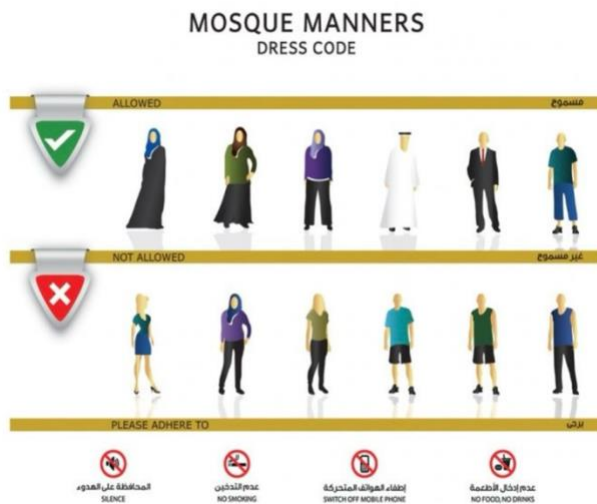 MOSQUE MANNERS
DRESS CODE
ALLOWED مسموح
NOT ALLOWED غير مسموح
PLEASE ADHERE TO يرجى
المحافظة على الهدوء
SILENCE
عدم التدخين
NO SMOKING
إطفاء الهواتف المتحركة
SWITCH OFF MOBILE PHONE
عدم إدخال الأطعمة
NO FOOD, NO DRINKS